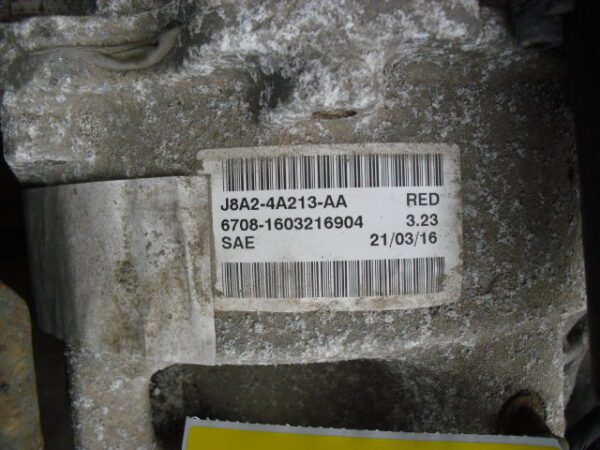 J8A2-4A213-AA RED
6708-1603216904 3.23
SAE 21/03/16